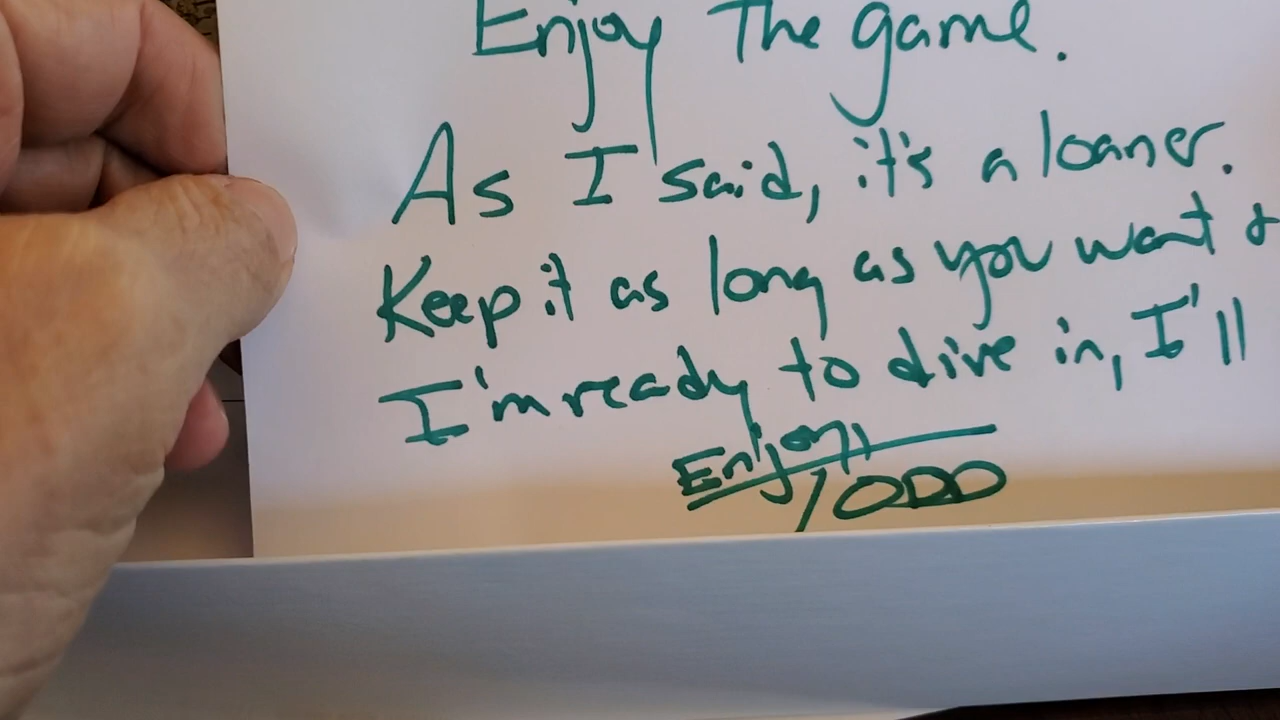 Enjoy The game.
As I said, it's a loaner.
Keep it as long as you want &
I'm ready to dive in, I'll
Enjoy,
TODD